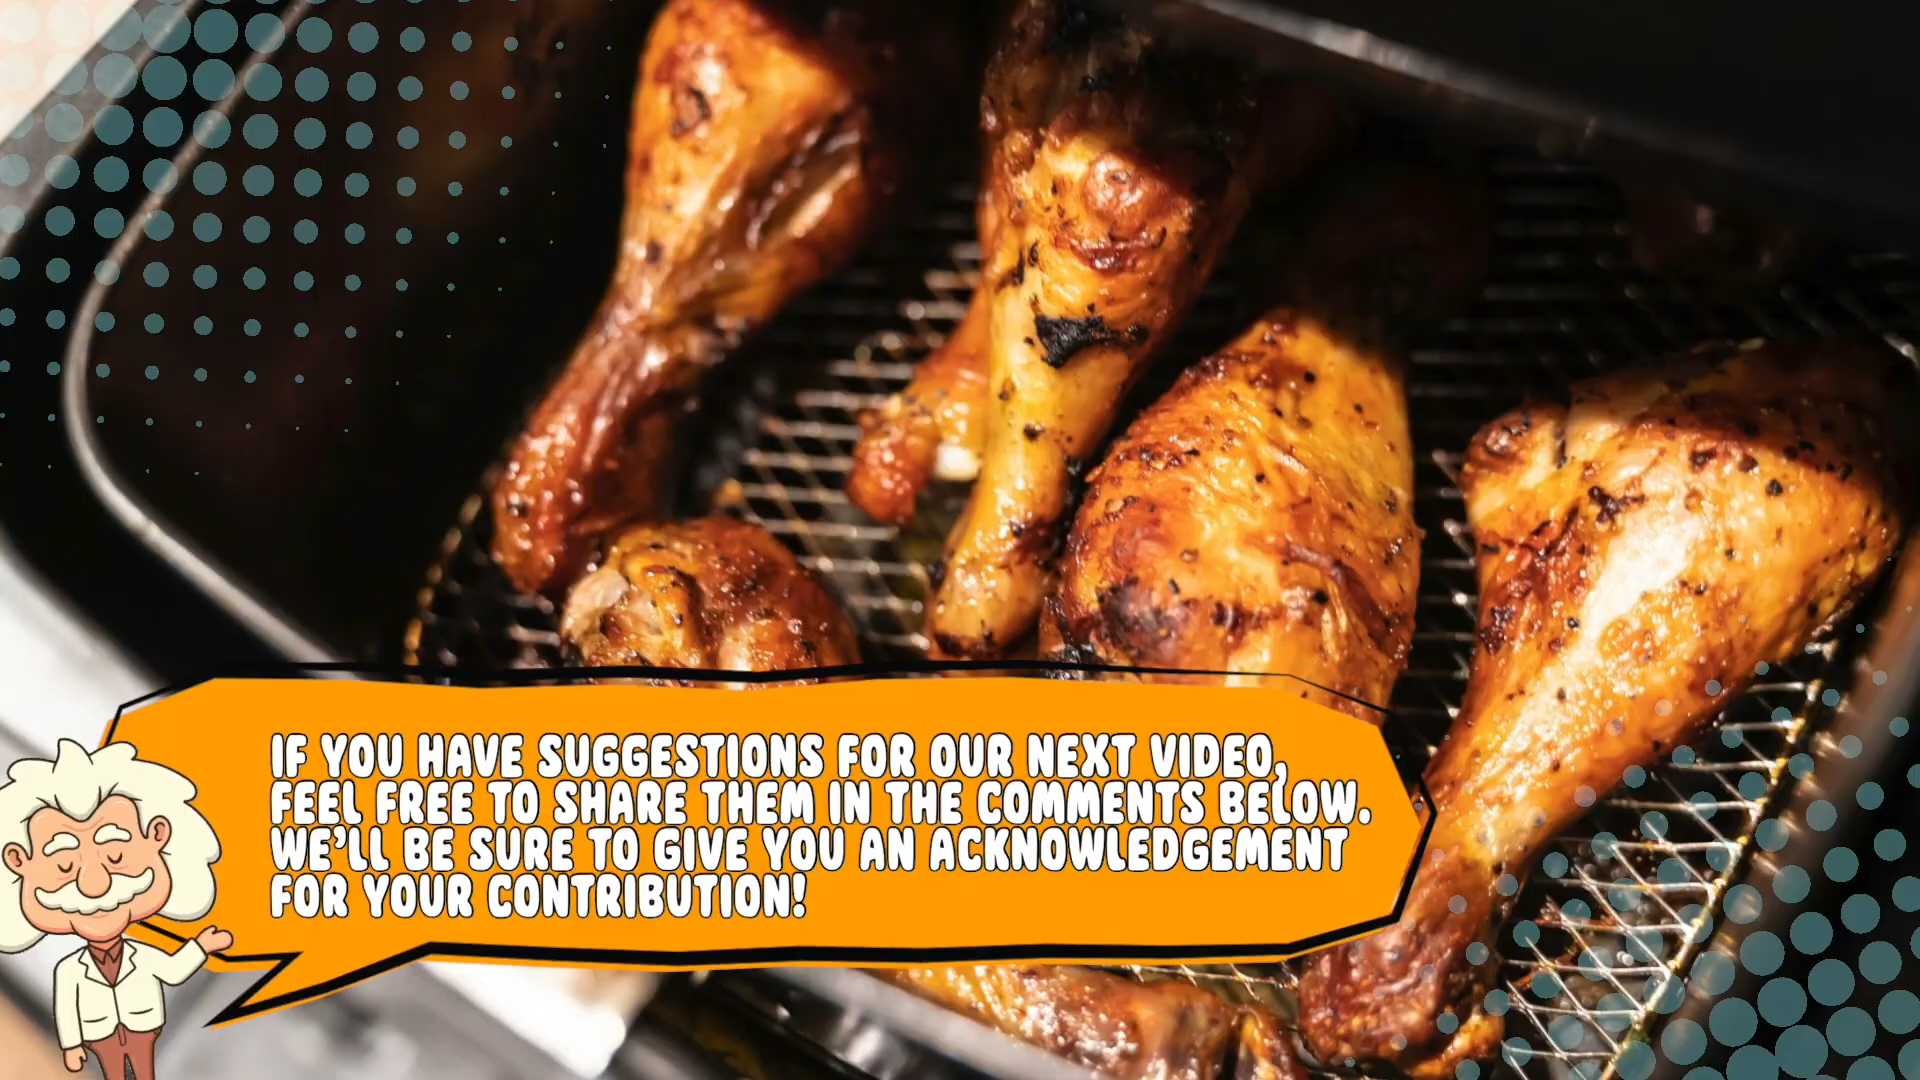 IF YOU HAVE SUGGESTIONS FOR OUR NEXT VIDEO,
FEEL FREE TO SHARE THEM IN THE COMMENTS BELOW.
WE'LL BE SURE TO GIVE YOU AN ACKNOWLEDGEMENT
FOR YOUR CONTRIBUTION!